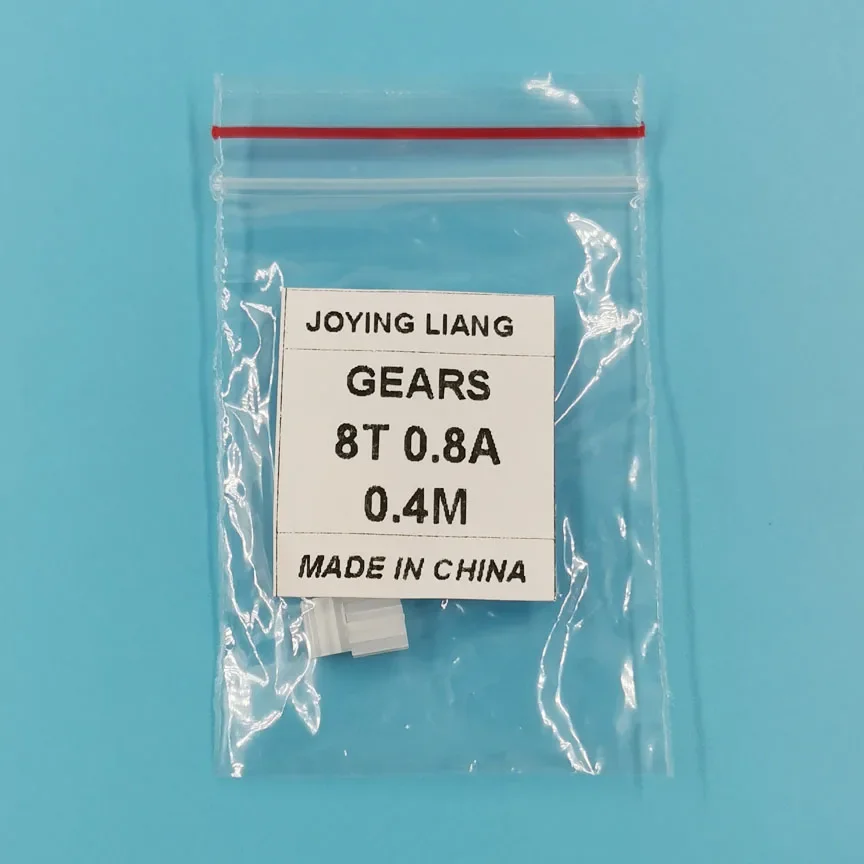 JOYING LIANG
GEARS
8T 0.8A
0.4M
MADE IN CHINA